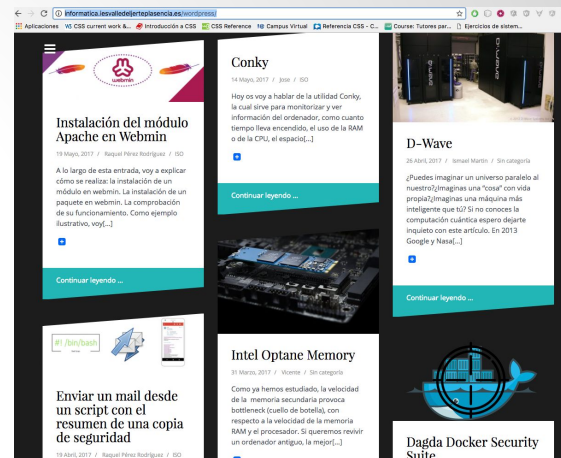 informatica.iesvalledeljerteplasencia.es/wordpress/
Aplicaciones
CSS current work &...
Introducción a CSS
CSS Reference
Campus Virtual
Referencia CSS - C...
Course: Tutores par...
Ejercicios de sistem...
webmin
Instalación del módulo
Apache en Webmin
19 Mayo, 2017 / Raquel Pérez Rodríguez / ISO
A lo largo de esta entrada, voy a explicar
cómo se realiza: la instalación de un
módulo en webmin. La instalación de un
paquete en webmin. La comprobación
de su funcionamiento. Como ejemplo
ilustrativo, voy[...]
Continuar leyendo ...
#!/bin/bash
Enviar un mail desde
un script con el
resumen de una copia
de seguridad
19 Abril, 2017 / Raquel Pérez Rodríguez / ISO
Conky
14 Mayo, 2017 / Jose / ISO
Hoy os voy a hablar de la utilidad Conky,
la cual sirve para monitorizar y ver
información del ordenador, como cuanto
tiempo lleva encendido, el uso de la RAM
o de la CPU, el espacio[...]
Continuar leyendo ...
Intel Optane Memory
31 Marzo, 2017 / Vicente / Sin categoría
Como ya hemos estudiado, la velocidad
de la memoria secundaria provoca
bottleneck (cuello de botella), con
respecto a la velocidad de la memoria
RAM y el procesador. Si queremos revivir
un ordenador antiguo, la mejor[...]
D-Wave
26 Abril, 2017 / Ismael Martin / Sin categoría
¿Puedes imaginar un universo paralelo al
nuestro?¿Imaginas una "cosa" con vida
propia?¿Imaginas una máquina más
inteligente que tú? Si no conoces la
computación cuántica espero dejarte
inquieto con este artículo. En 2013
Google y Nasa[...]
Continuar leyendo ...
Dagda Docker Security
Suite